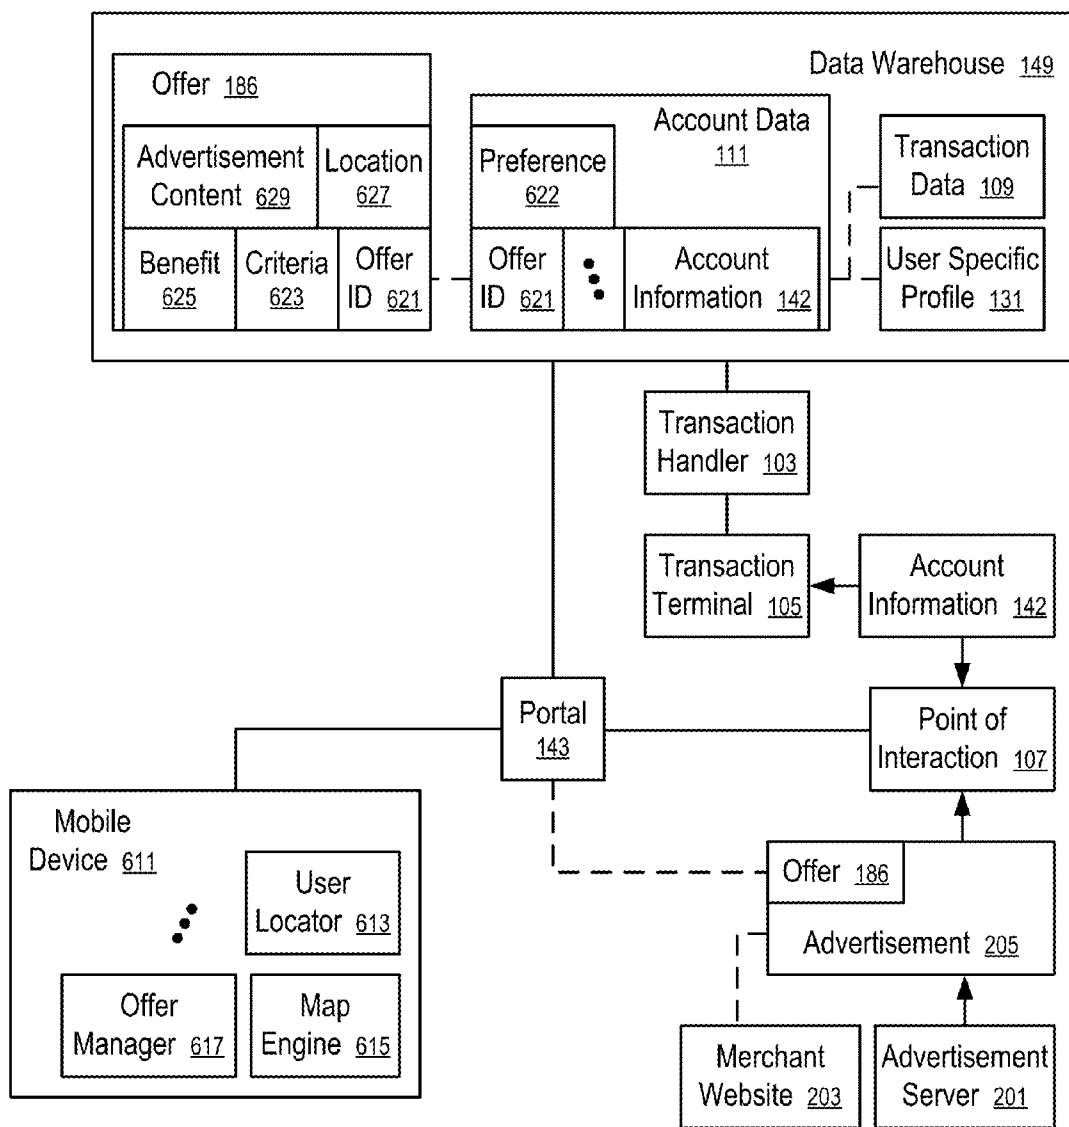 Data Warehouse 149
Offer 186
Advertisement
Content 629
Location
627
Benefit
625
Criteria
623
Offer
ID 621
Account Data
111
Preference
622
Offer
ID 621
Account
Information 142
Transaction
Data 109
User Specific
Profile 131
Transaction
Handler 103
Transaction
Terminal 105
Account
Information 142
Portal
143
Point of
Interaction 107
Mobile
Device 611
User
Locator 613
Offer
Manager 617
Map
Engine 615
Offer 186
Advertisement 205
Merchant
Website 203
Advertisement
Server 201